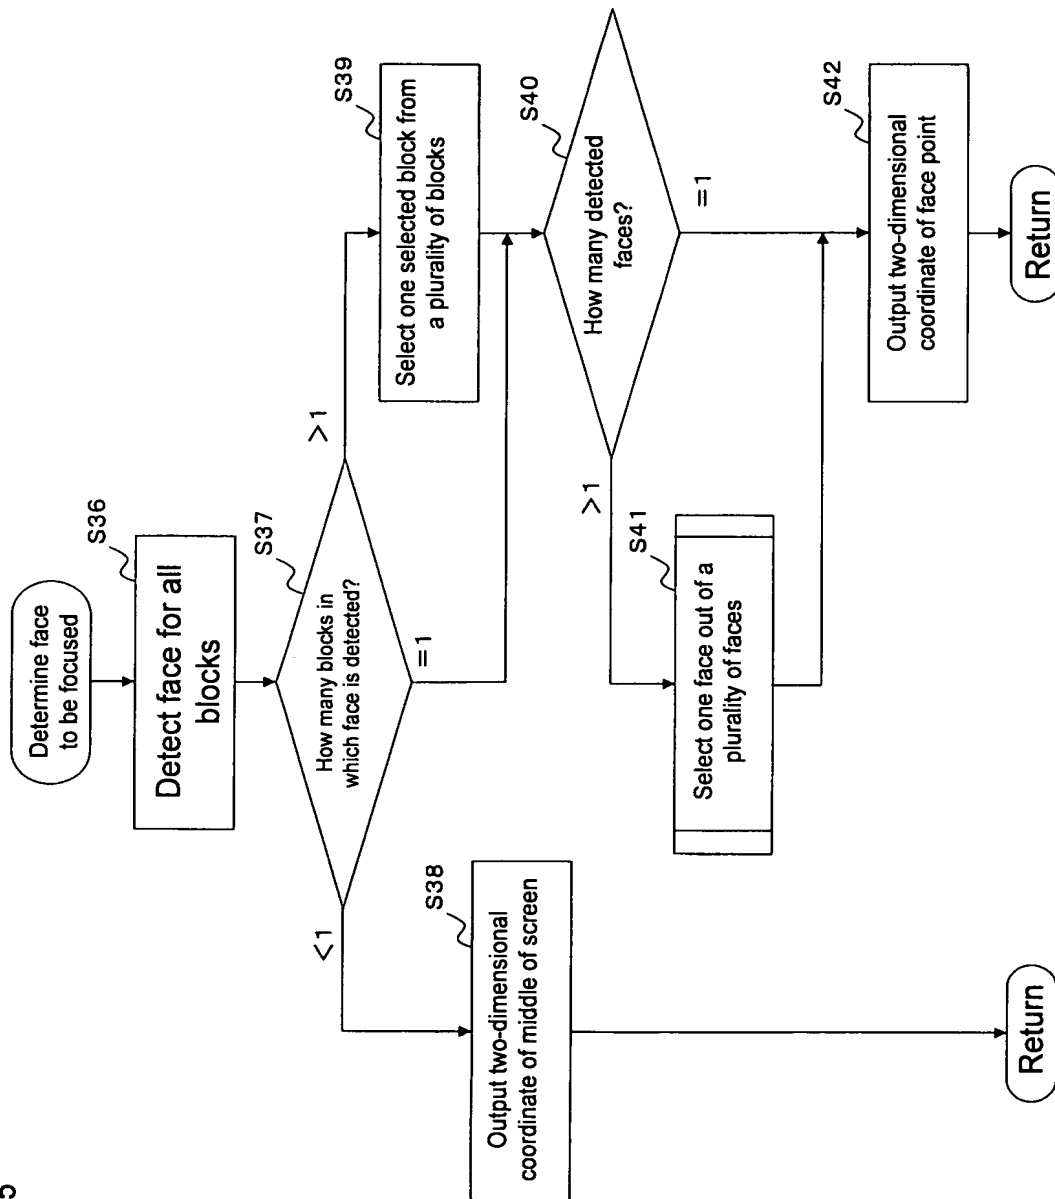 Determine face
to be focused
S36
Detect face for all
blocks
S37
How many blocks in
which face is detected?
<1
=1
>1
S38
Output two-dimensional
coordinate of middle of screen
Return
S39
Select one selected block from
a plurality of blocks
S40
How many detected
faces?
>1
=1
S41
Select one face out of a
plurality of faces
S42
Output two-dimensional
coordinate of face point
Return